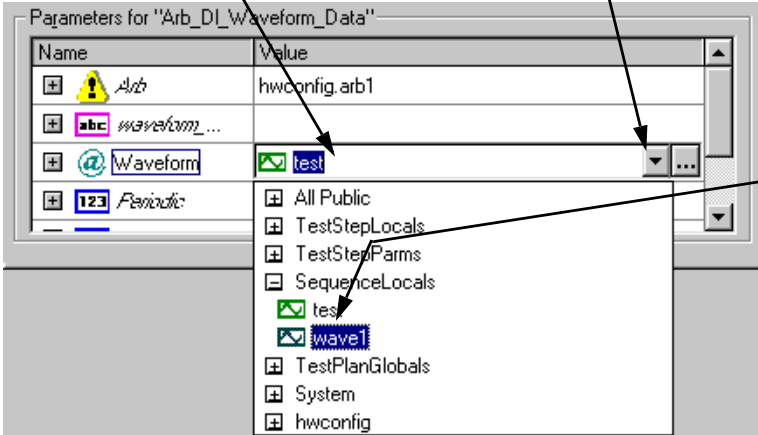 Parameters for "Arb_DI_Waveform_Data"
Name Value
Arb hwconfig.arb1
abc waveform_...
@ Waveform test ...
123 Periodic
All Public
TestStepLocals
TestStepParms
SequenceLocals
test
wave1
TestPlanGlobals
System
hwconfig